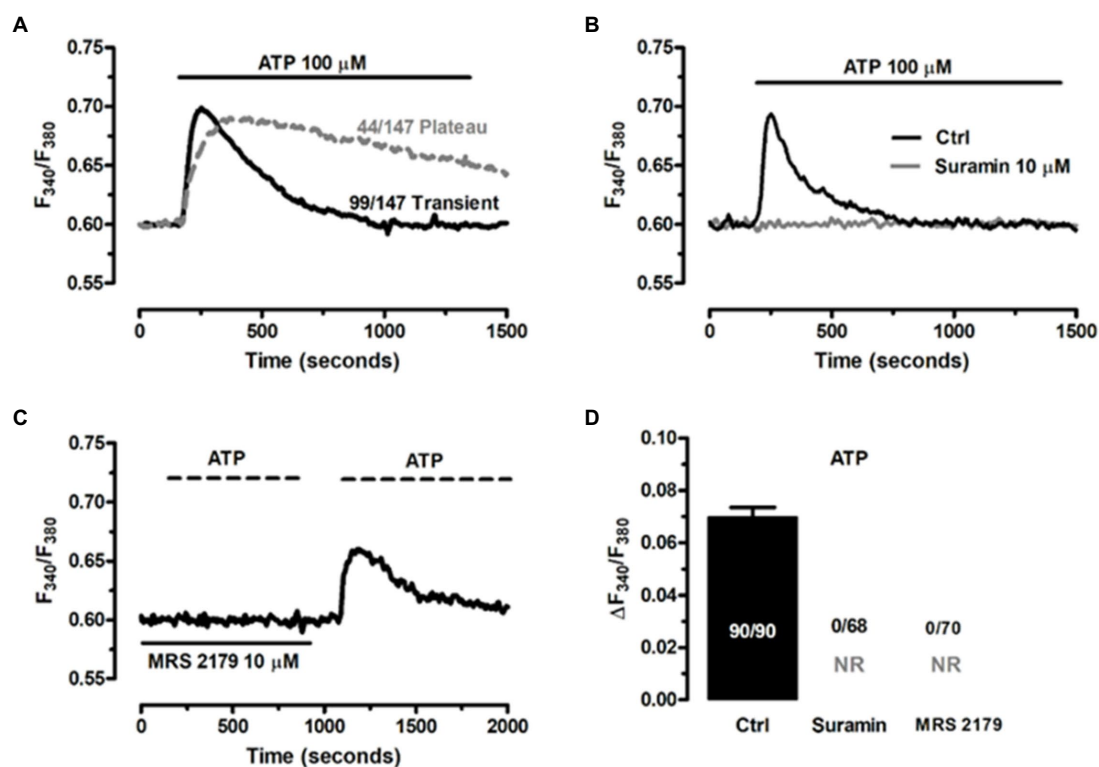 A
0.75
0.70
0.65
0.60
0.55
F340/F380
ATP 100 µM
44/147 Plateau
99/147 Transient
0
500
1000
1500
Time (seconds)
B
0.75
0.70
0.65
0.60
0.55
F340/F380
ATP 100 µM
Ctrl
Suramin 10 µM
0
500
1000
1500
Time (seconds)
C
0.75
0.70
0.65
0.60
0.55
F340/F380
ATP
ATP
MRS 2179 10 µM
0
500
1000
1500
2000
Time (seconds)
D
0.10
0.08
0.06
0.04
0.02
0.00
ΔF340/F380
ATP
90/90
0/68
0/70
NR
NR
Ctrl
Suramin
MRS 2179